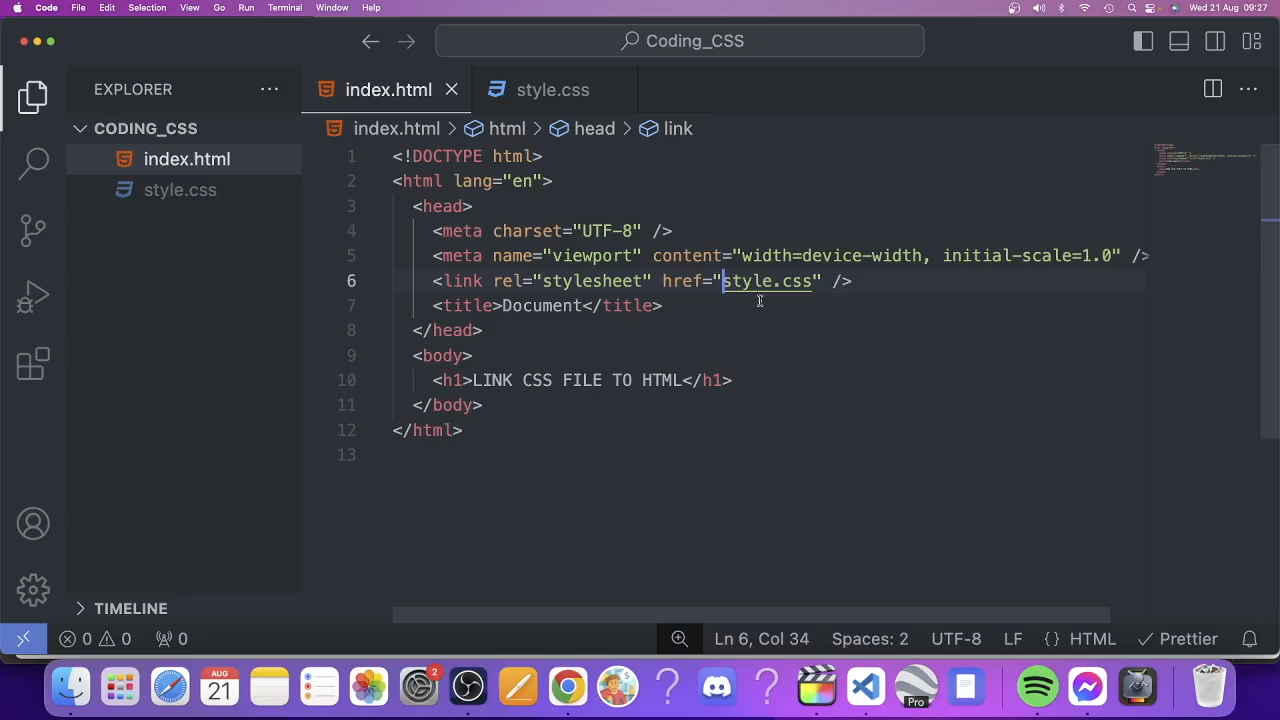 Code File Edit Selection View Go Run Terminal Window Help Wed 21 Aug 09:27
Coding_CSS
EXPLORER
index.html
style.css
CODING_CSS
index.html > html > head > link
index.html
style.css
1 <!DOCTYPE html>
2 <html lang="en">
3 <head>
4 <meta charset="UTF-8" />
5 <meta name="viewport" content="width=device-width, initial-scale=1.0" />
6 <link rel="stylesheet" href="style.css" />
7 <title>Document</title>
8 </head>
9 <body>
10 <h1>LINK CSS FILE TO HTML</h1>
11 </body>
12 </html>
13
TIMELINE
0 0 0 Ln 6, Col 34 Spaces: 2 UTF-8 LF {} HTML Prettier
AUG
21
2
Pro